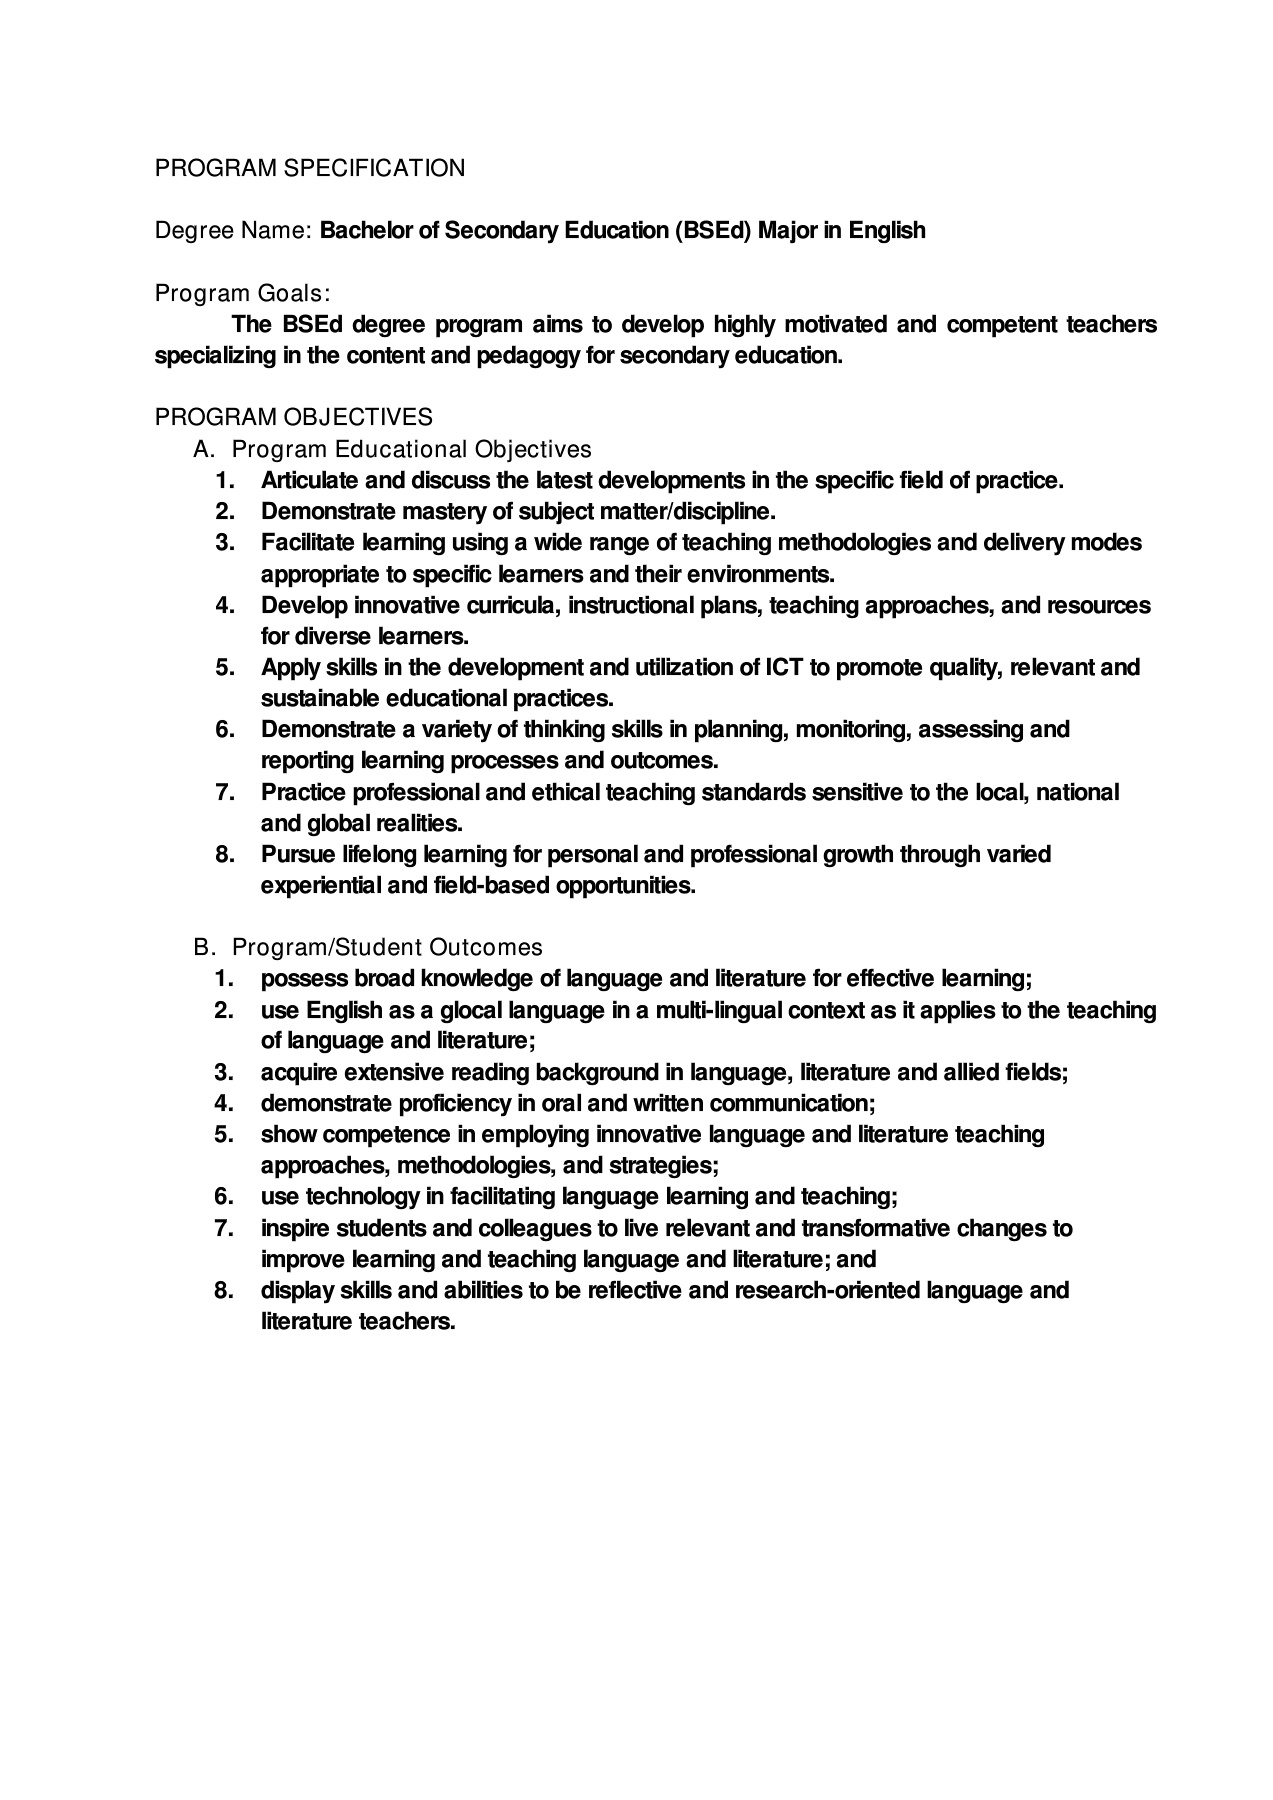 PROGRAM SPECIFICATION
Degree Name: Bachelor of Secondary Education (BSEd) Major in English
Program Goals:
The BSEd degree program aims to develop highly motivated and competent teachers
specializing in the content and pedagogy for secondary education.
PROGRAM OBJECTIVES
A. Program Educational Objectives
1. Articulate and discuss the latest developments in the specific field of practice.
2. Demonstrate mastery of subject matter/discipline.
3. Facilitate learning using a wide range of teaching methodologies and delivery modes
appropriate to specific learners and their environments.
4. Develop innovative curricula, instructional plans, teaching approaches, and resources
for diverse learners.
5. Apply skills in the development and utilization of ICT to promote quality, relevant and
sustainable educational practices.
6. Demonstrate a variety of thinking skills in planning, monitoring, assessing and
reporting learning processes and outcomes.
7. Practice professional and ethical teaching standards sensitive to the local, national
and global realities.
8. Pursue lifelong learning for personal and professional growth through varied
experiential and field-based opportunities.
B. Program/Student Outcomes
1. possess broad knowledge of language and literature for effective learning;
2. use English as a glocal language in a multi-lingual context as it applies to the teaching
of language and literature;
3. acquire extensive reading background in language, literature and allied fields;
4. demonstrate proficiency in oral and written communication;
5. show competence in employing innovative language and literature teaching
approaches, methodologies, and strategies;
6. use technology in facilitating language learning and teaching;
7. inspire students and colleagues to live relevant and transformative changes to
improve learning and teaching language and literature; and
8. display skills and abilities to be reflective and research-oriented language and
literature teachers.